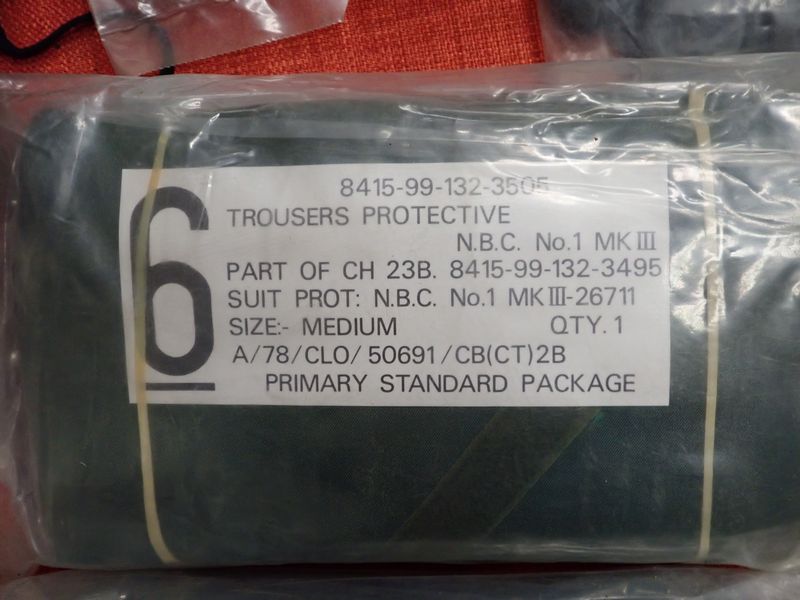 6
8415-99-132-3505
TROUSERS PROTECTIVE
N.B.C. No.1 MK III
PART OF CH 23B. 8415-99-132-3495
SUIT PROT: N.B.C. No.1 MK III-26711
SIZE:- MEDIUM QTY. 1
A/78/CLO/50691/CB(CT)2B
PRIMARY STANDARD PACKAGE